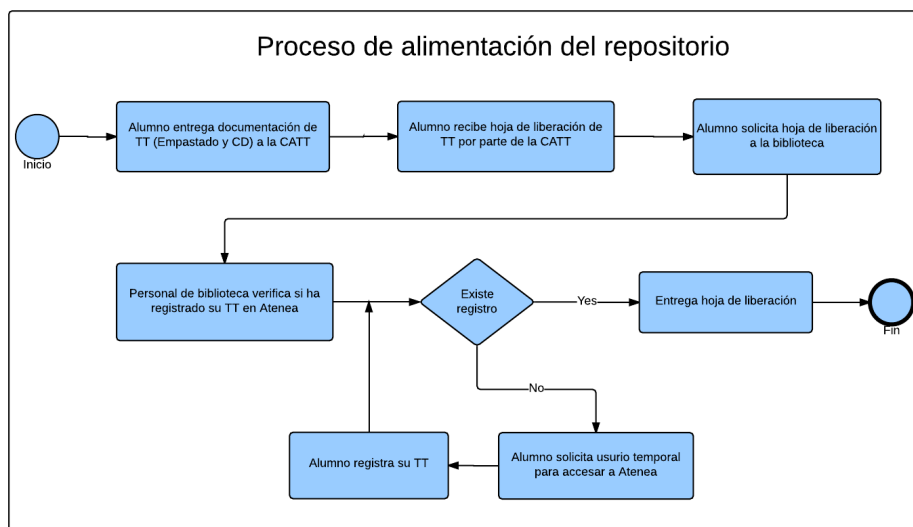 Proceso de alimentación del repositorio
Inicio
Alumno entrega documentación de
TT (Empastado y CD) a la CATT
Alumno recibe hoja de liberación de
TT por parte de la CATT
Alumno solicita hoja de liberación
a la biblioteca
Personal de biblioteca verifica si ha
registrado su TT en Atenea
Existe
registro
Yes
Entrega hoja de liberación
Fin
No
Alumno registra su TT
Alumno solicita usurio temporal
para accesar a Atenea